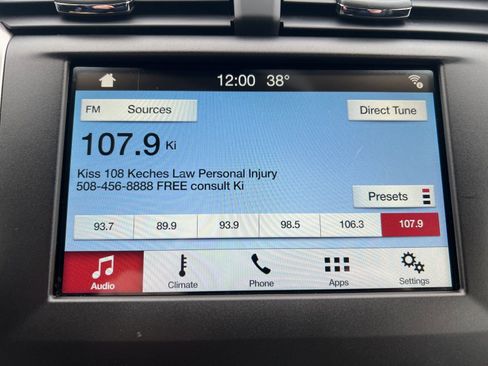 12:00 38°
FM Sources
Direct Tune
107.9 Ki
Kiss 108 Keches Law Personal Injury
508-456-8888 FREE consult Ki
Presets
93.7 89.9 93.9 98.5 106.3 107.9
Audio Climate Phone Apps Settings